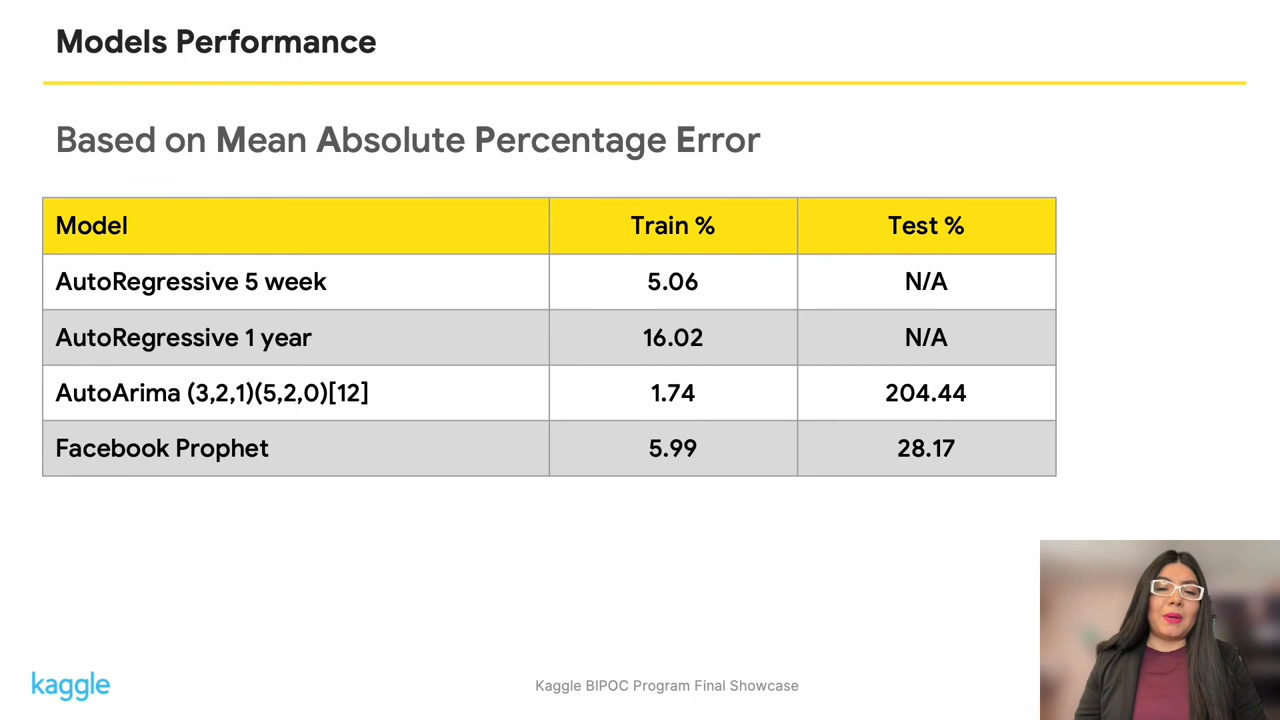 Models Performance
Based on Mean Absolute Percentage Error
Model Train % Test %
AutoRegressive 5 week 5.06 N/A
AutoRegressive 1 year 16.02 N/A
AutoArima (3,2,1)(5,2,0)[12] 1.74 204.44
Facebook Prophet 5.99 28.17
kaggle Kaggle BIPOC Program Final Showcase